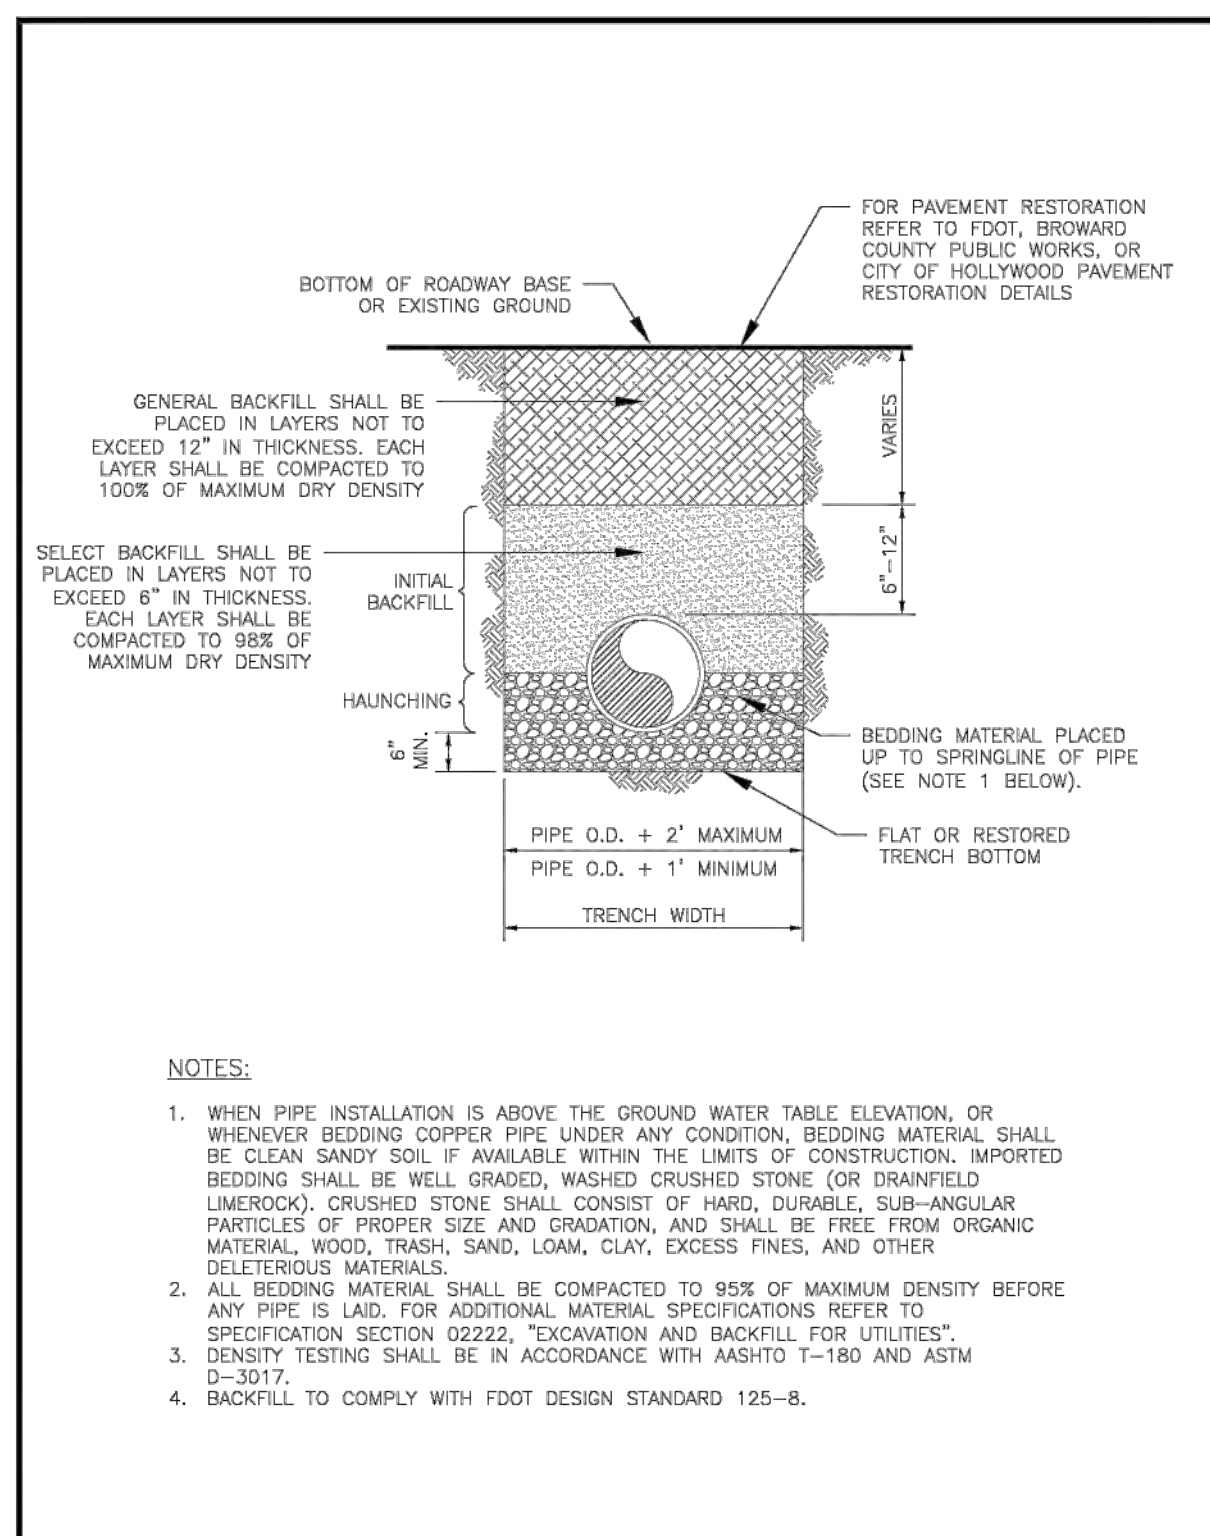 FOR PAVEMENT RESTORATION
REFER TO FDOT, BROWARD
COUNTY PUBLIC WORKS, OR
CITY OF HOLLYWOOD PAVEMENT
RESTORATION DETAILS
BOTTOM OF ROADWAY BASE
OR EXISTING GROUND
GENERAL BACKFILL SHALL BE
PLACED IN LAYERS NOT TO
EXCEED 12" IN THICKNESS. EACH
LAYER SHALL BE COMPACTED TO
100% OF MAXIMUM DRY DENSITY
VARIES
SELECT BACKFILL SHALL BE
PLACED IN LAYERS NOT TO
EXCEED 6" IN THICKNESS.
EACH LAYER SHALL BE
COMPACTED TO 98% OF
MAXIMUM DRY DENSITY
INITIAL
BACKFILL
6"-12"
HAUNCHING
6"
MIN.
BEDDING MATERIAL PLACED
UP TO SPRINGLINE OF PIPE
(SEE NOTE 1 BELOW).
FLAT OR RESTORED
TRENCH BOTTOM
PIPE O.D. + 2' MAXIMUM
PIPE O.D. + 1' MINIMUM
TRENCH WIDTH
NOTES:
1. WHEN PIPE INSTALLATION IS ABOVE THE GROUND WATER TABLE ELEVATION, OR
WHENEVER BEDDING COPPER PIPE UNDER ANY CONDITION, BEDDING MATERIAL SHALL
BE CLEAN SANDY SOIL IF AVAILABLE WITHIN THE LIMITS OF CONSTRUCTION. IMPORTED
BEDDING SHALL BE WELL GRADED, WASHED CRUSHED STONE (OR DRAINFIELD
LIMEROCK). CRUSHED STONE SHALL CONSIST OF HARD, DURABLE, SUB-ANGULAR
PARTICLES OF PROPER SIZE AND GRADATION, AND SHALL BE FREE FROM ORGANIC
MATERIAL, WOOD, TRASH, SAND, LOAM, CLAY, EXCESS FINES, AND OTHER
DELETERIOUS MATERIALS.
2. ALL BEDDING MATERIAL SHALL BE COMPACTED TO 95% OF MAXIMUM DENSITY BEFORE
ANY PIPE IS LAID. FOR ADDITIONAL MATERIAL SPECIFICATIONS REFER TO
SPECIFICATION SECTION 02222, "EXCAVATION AND BACKFILL FOR UTILITIES".
3. DENSITY TESTING SHALL BE IN ACCORDANCE WITH AASHTO T-180 AND ASTM
D-3017.
4. BACKFILL TO COMPLY WITH FDOT DESIGN STANDARD 125-8.